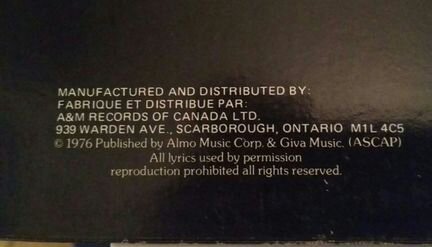 MANUFACTURED AND DISTRIBUTED BY:
FABRIQUE ET DISTRIBUE PAR:
A&M RECORDS OF CANADA LTD.
939 WARDEN AVE., SCARBOROUGH, ONTARIO M1L 4C5
© 1976 Published by Almo Music Corp. & Giva Music. (ASCAP)
All lyrics used by permission
reproduction prohibited all rights reserved.